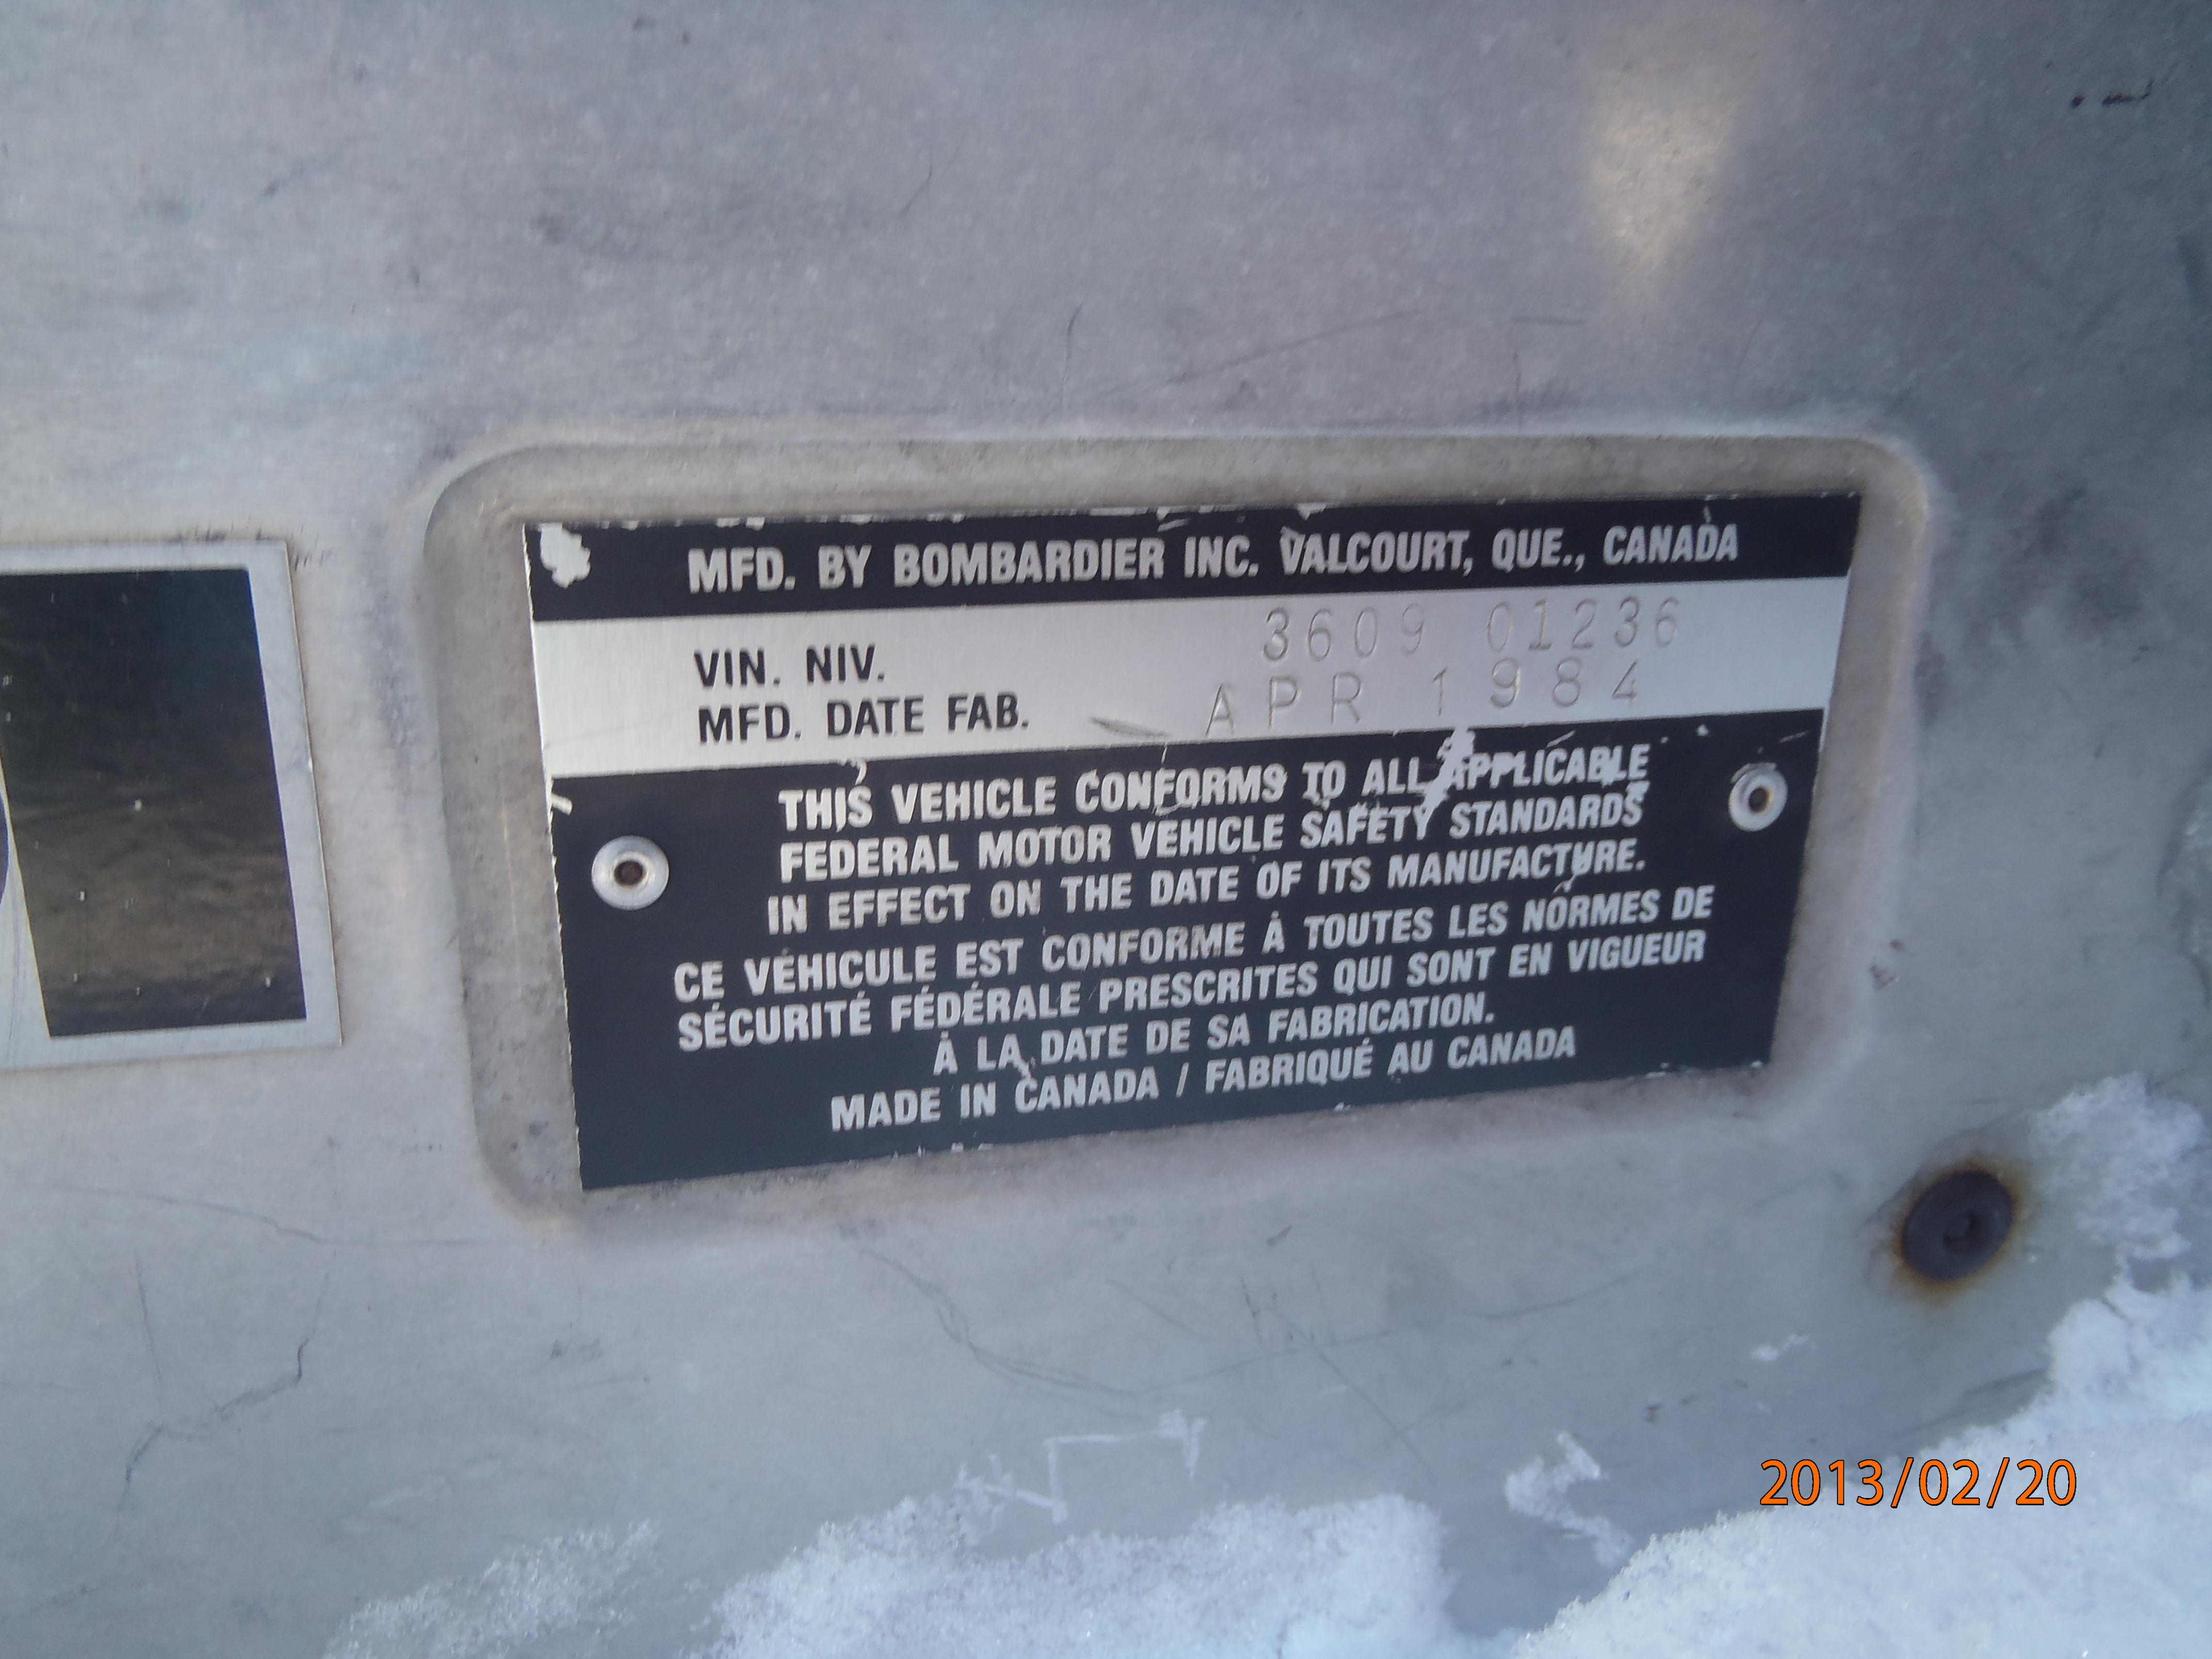 MFD. BY BOMBARDIER INC. VALCOURT, QUE., CANADA
VIN. NIV. 3609 01236
MFD. DATE FAB. APR 1984
THIS VEHICLE CONFORMS TO ALL APPLICABLE
FEDERAL MOTOR VEHICLE SAFETY STANDARDS
IN EFFECT ON THE DATE OF ITS MANUFACTURE.
CE VÉHICULE EST CONFORME À TOUTES LES NORMES DE
SÉCURITÉ FÉDÉRALE PRESCRITES QUI SONT EN VIGUEUR
À LA DATE DE SA FABRICATION.
MADE IN CANADA / FABRIQUÉ AU CANADA
2013/02/20